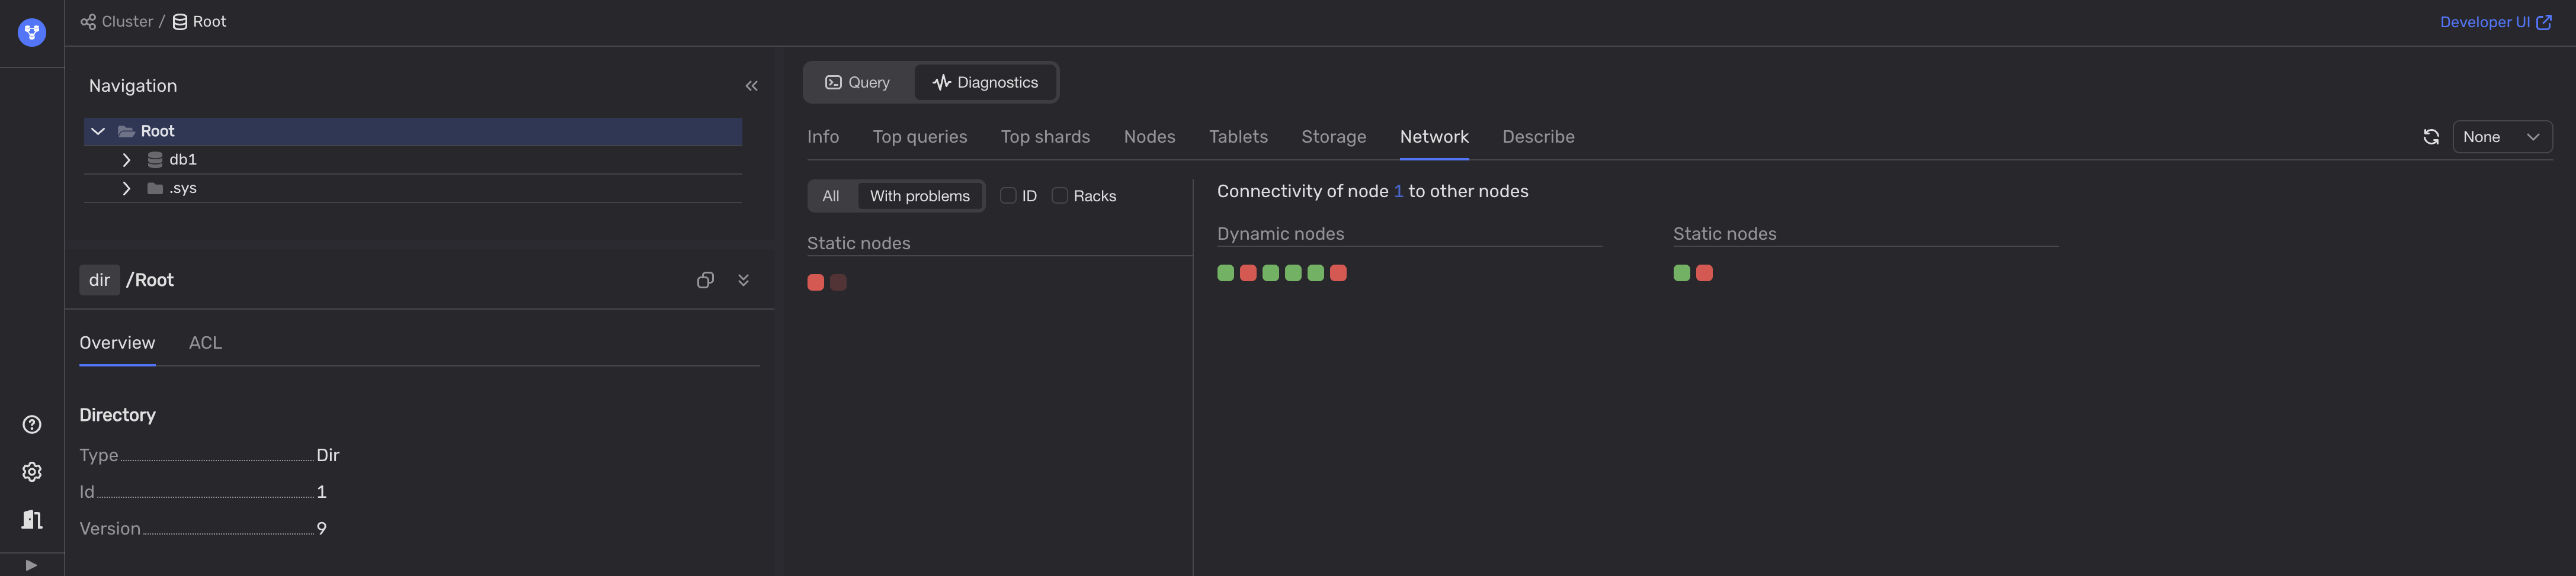 Cluster / Root
Developer UI
Navigation
Root
db1
.sys
dir /Root
Overview ACL
Directory
Type Dir
Id 1
Version 9
Query Diagnostics
Info Top queries Top shards Nodes Tablets Storage Network Describe
None
All With problems ID Racks
Static nodes
Connectivity of node 1 to other nodes
Dynamic nodes
Static nodes